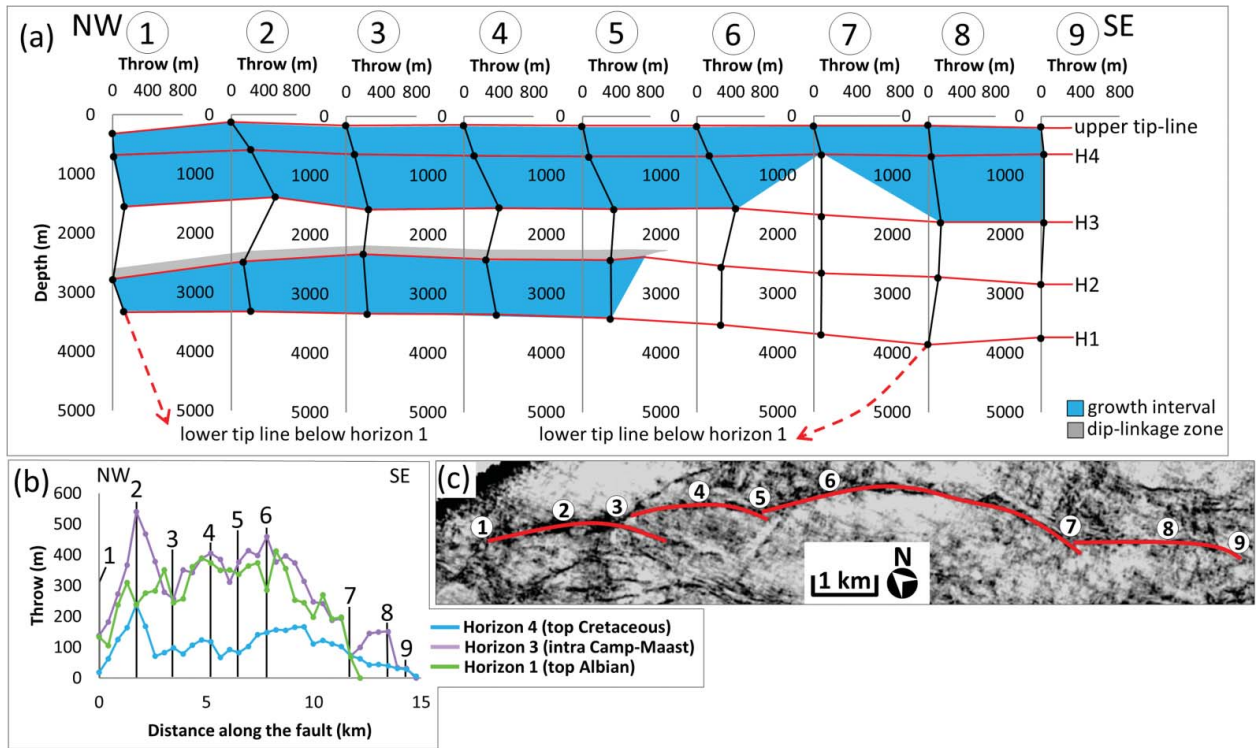 (a) NW 1 2 3 4 5 6 7 8 9 SE
Throw (m) Throw (m) Throw (m) Throw (m) Throw (m) Throw (m) Throw (m) Throw (m) Throw (m)
0 400 800 0 400 800 0 400 800 0 400 800 0 400 800 0 400 800 0 400 800 0 400 800 0 400 800
0 0 0 0 0 0 0 0 0
upper tip-line
H4
1000 1000 1000 1000 1000 1000 1000 1000 1000
H3
2000 2000 2000 2000 2000 2000 2000 2000 2000
H2
3000 3000 3000 3000 3000 3000 3000 3000 3000
H1
4000 4000 4000 4000 4000 4000 4000 4000 4000
5000 5000 5000 5000 5000 5000 5000 5000 5000
Depth (m)
growth interval
dip-linkage zone
lower tip line below horizon 1 lower tip line below horizon 1
(b) NW SE
600
500
400
300
200
100
0
Throw (m)
1 2 3 4 5 6 7 8 9
0 5 10 15
Distance along the fault (km)
Horizon 4 (top Cretaceous)
Horizon 3 (intra Camp-Maast)
Horizon 1 (top Albian)
(c)
1 2 3 4 5 6 7 8 9
1 km
N